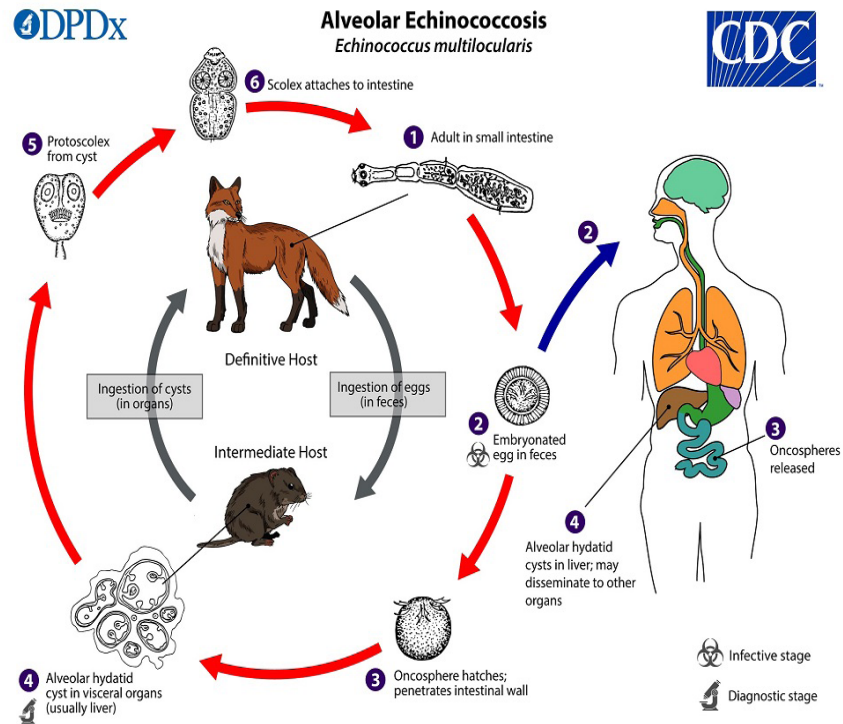 DPDx
Alveolar Echinococcosis
Echinococcus multilocularis
CDC
TM
6 Scolex attaches to intestine
1 Adult in small intestine
5 Protoscolex
from cyst
2
Definitive Host
Ingestion of cysts
(in organs)
Ingestion of eggs
(in feces)
Intermediate Host
2 Embryonated
egg in feces
3
Oncospheres
released
4
Alveolar hydatid
cysts in liver; may
disseminate to other
organs
3 Oncosphere hatches;
penetrates intestinal wall
4 Alveolar hydatid
cyst in visceral organs
(usually liver)
Infective stage
Diagnostic stage